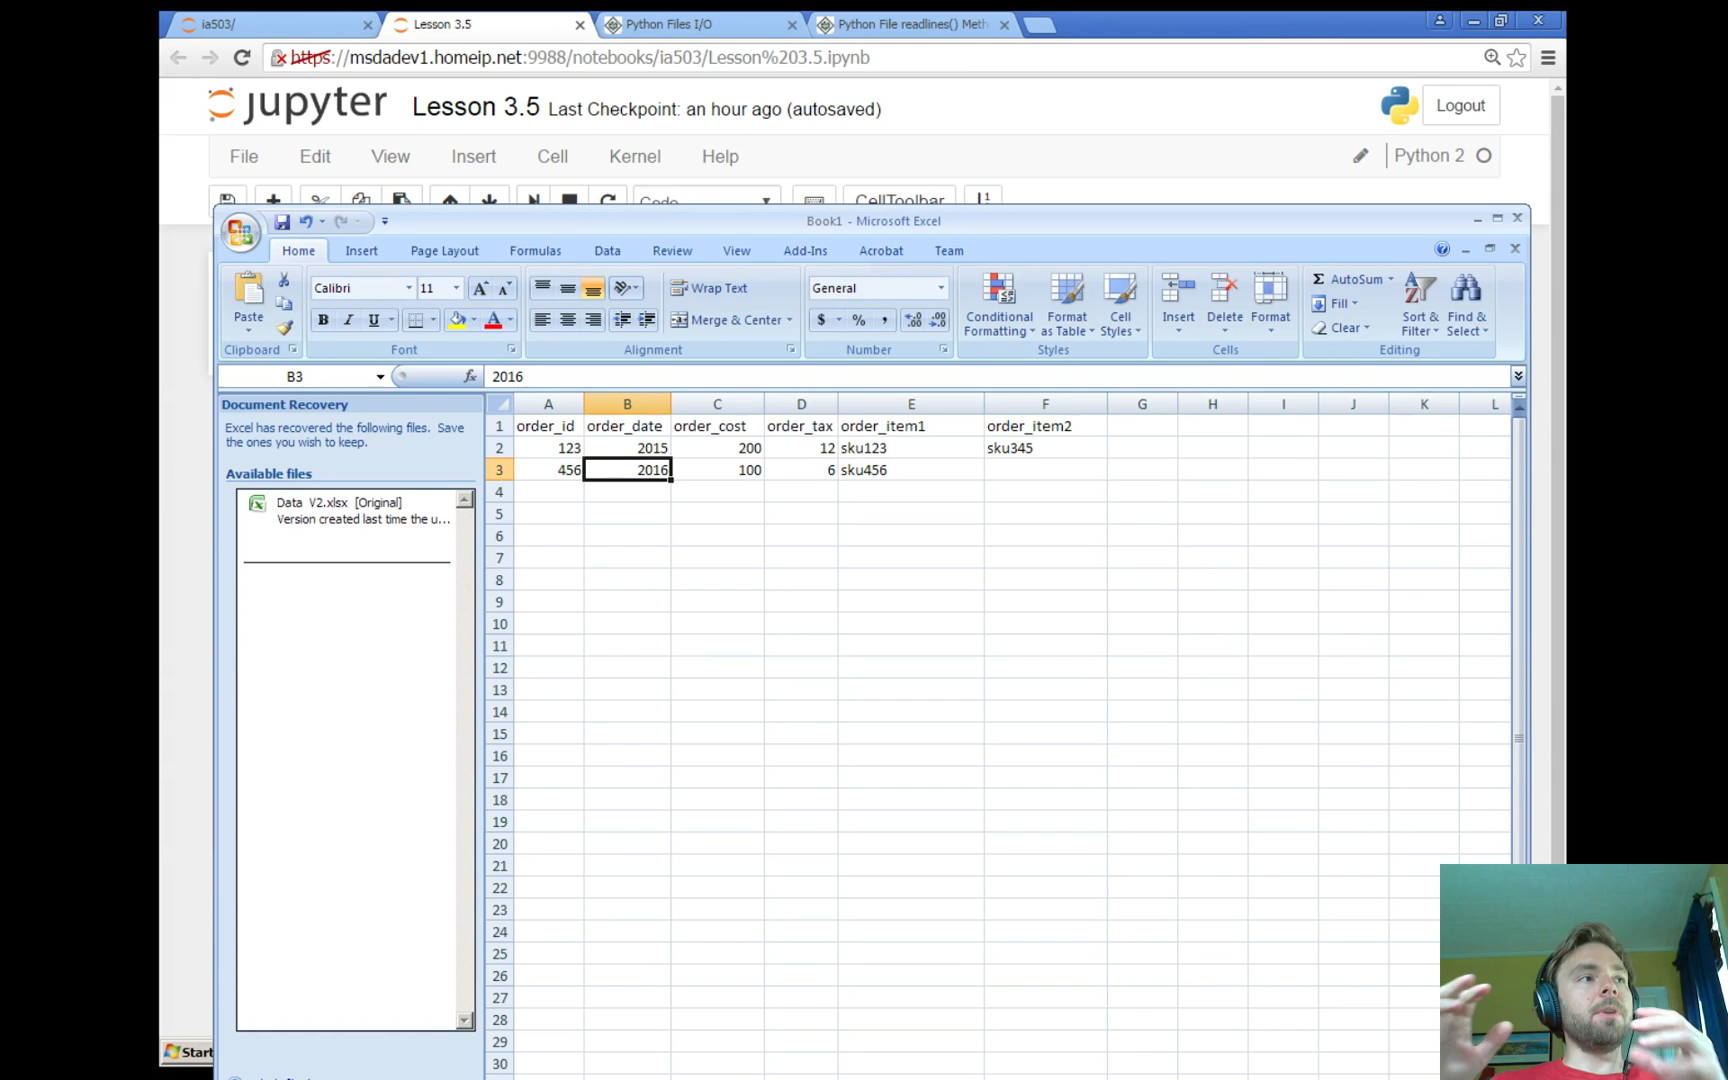 ia503/
Lesson 3.5
Python Files I/O
Python File readlines() Meth
https://msdadev1.homeip.net:9988/notebooks/ia503/Lesson%203.5.ipynb
jupyter Lesson 3.5 Last Checkpoint: an hour ago (autosaved)
Logout
File Edit View Insert Cell Kernel Help
Python 2
Code
CellToolbar
Book1 - Microsoft Excel
Home Insert Page Layout Formulas Data Review View Add-Ins Acrobat Team
Calibri 11
Wrap Text
General
AutoSum
Fill
Clear
Paste
B I U
Merge & Center
$ % ,
Conditional Formatting
Format as Table
Cell Styles
Insert
Delete
Format
Sort & Filter
Find & Select
Clipboard Font Alignment Number Styles Cells Editing
B3
fx
2016
Document Recovery
Excel has recovered the following files. Save
the ones you wish to keep.
Available files
Data V2.xlsx [Original]
Version created last time the u...
A B C D E F G H I J K L
1 order_id order_date order_cost order_tax order_item1 order_item2
2 123 2015 200 12 sku123 sku345
3 456 2016 100 6 sku456
4
5
6
7
8
9
10
11
12
13
14
15
16
17
18
19
20
21
22
23
24
25
26
27
28
29
30
Start